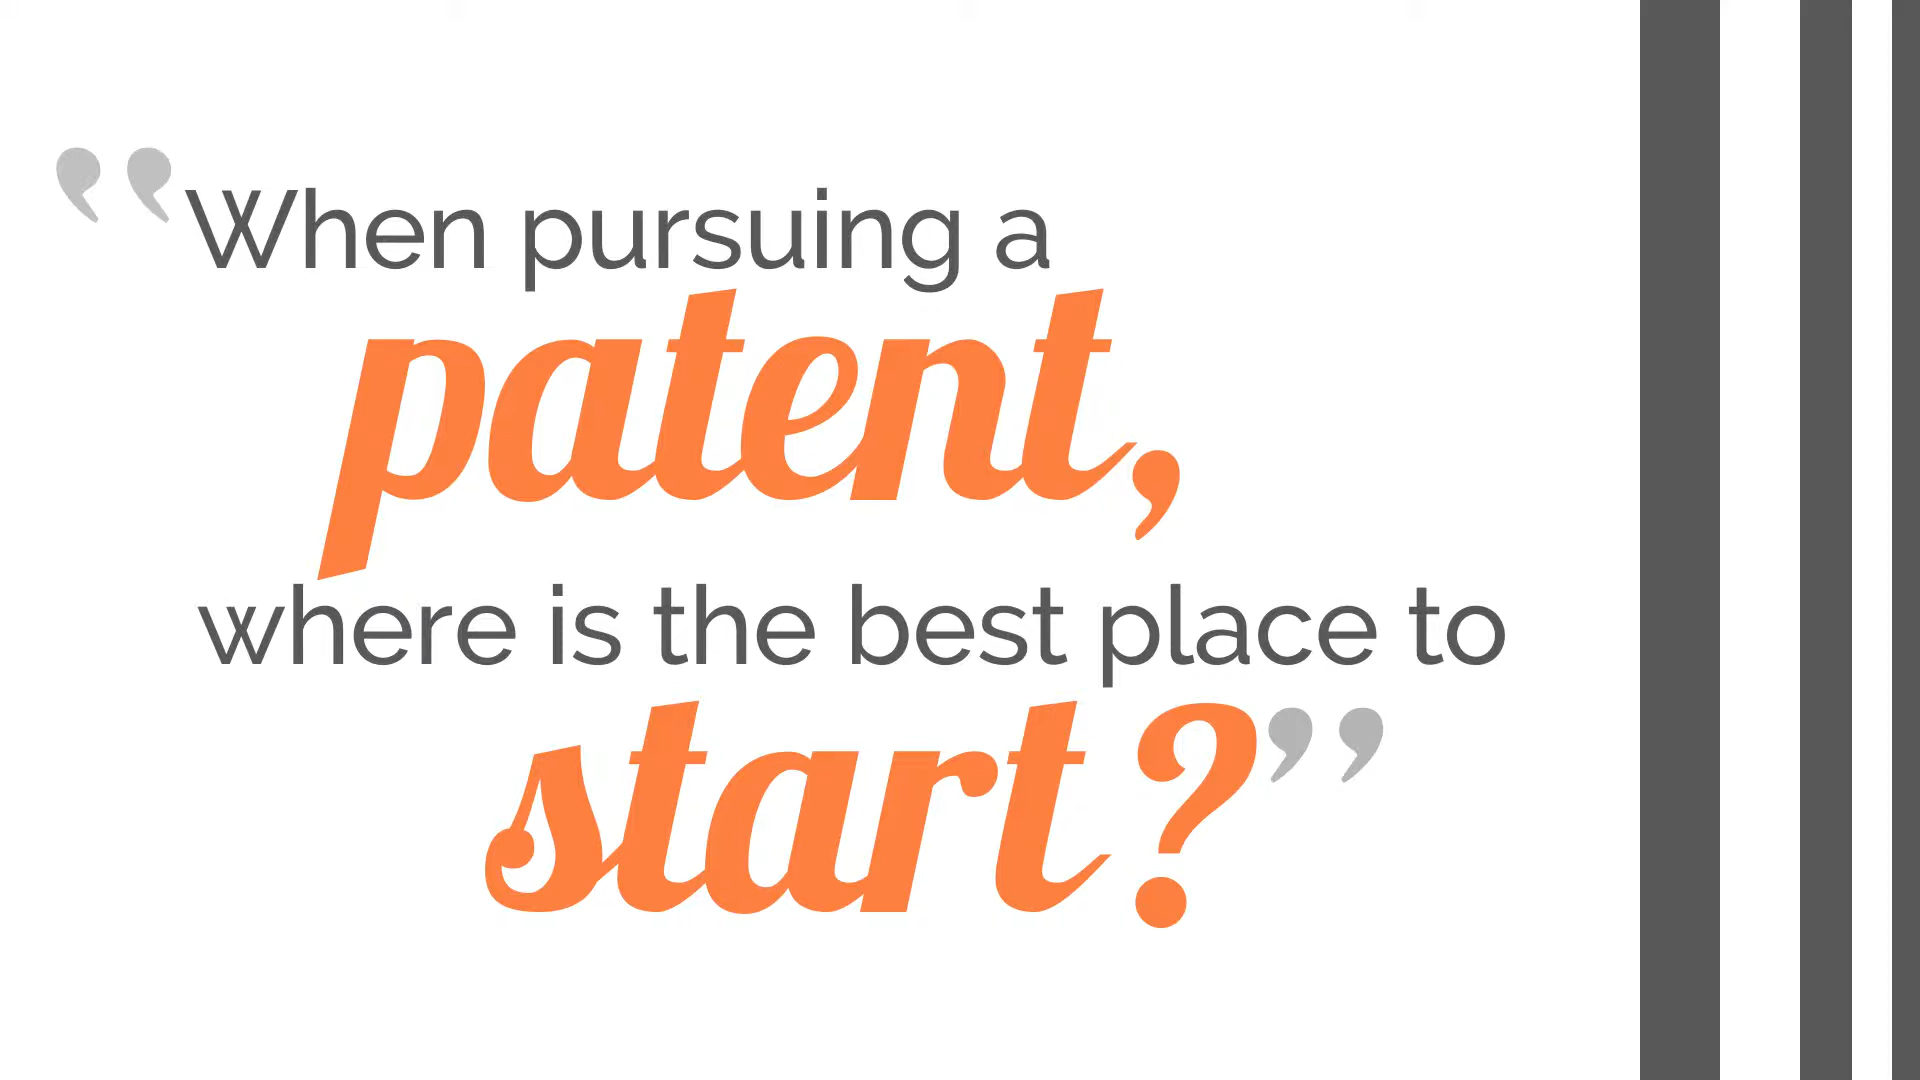 “When pursuing a
patent,
where is the best place to
start?”